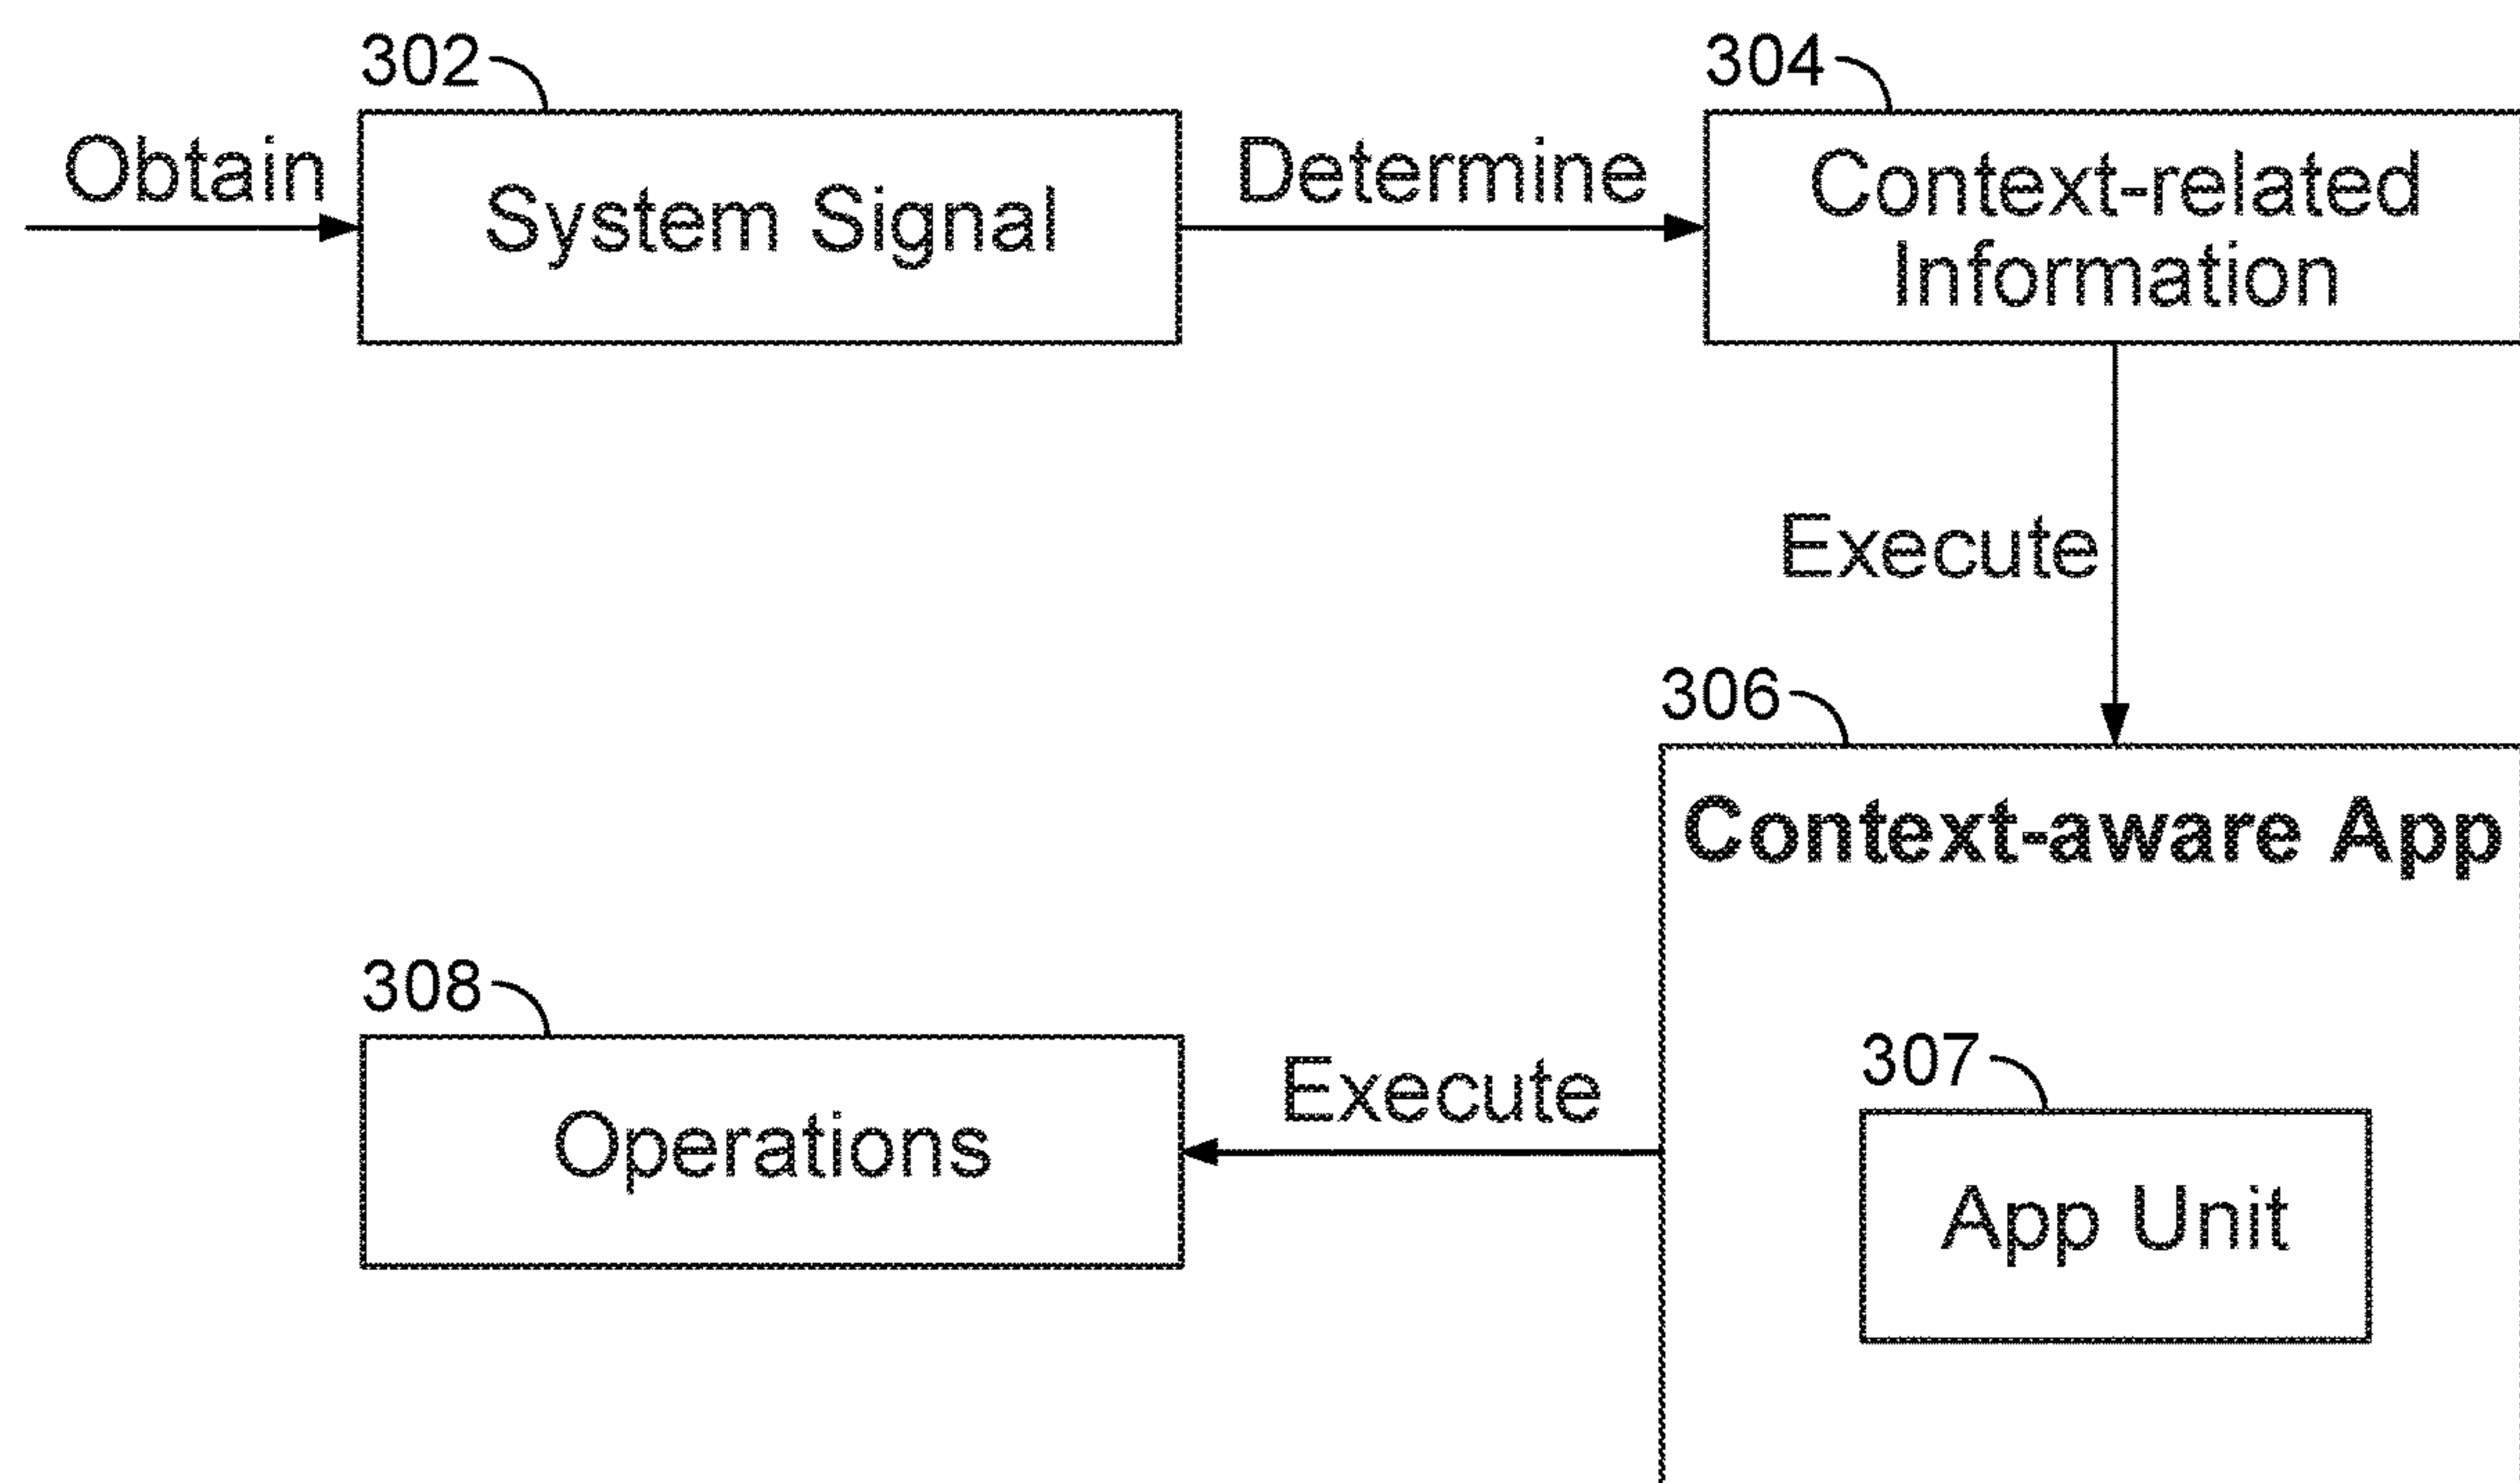 302
304
Obtain
System Signal
Determine
Context-related
Information
Execute
306
Context-aware App
308
Operations
Execute
307
App Unit